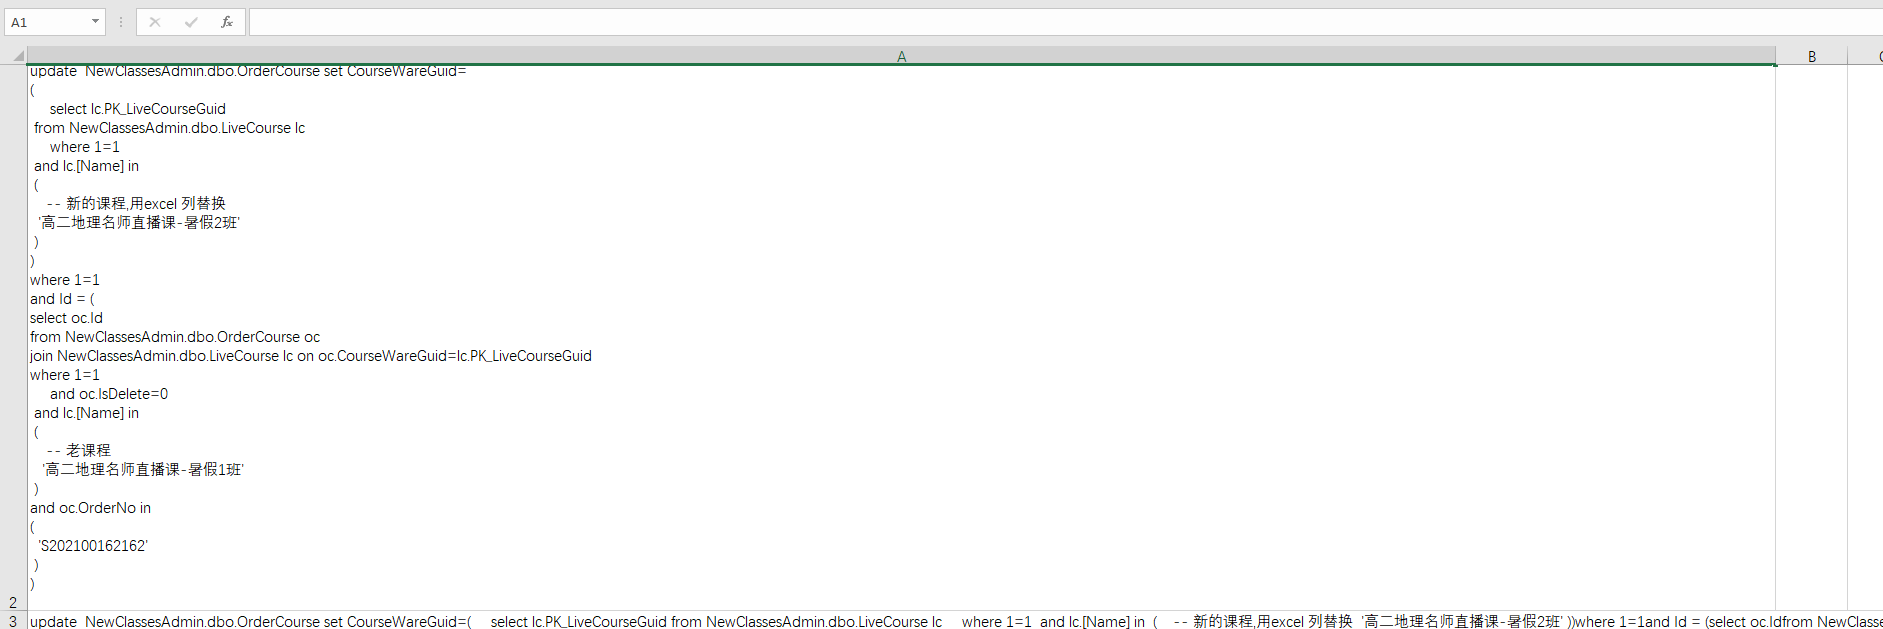 A1
fx
A
B
update  NewClassesAdmin.dbo.OrderCourse set CourseWareGuid=
(
select lc.PK_LiveCourseGuid
from NewClassesAdmin.dbo.LiveCourse lc
where 1=1
and lc.[Name] in
(
-- 新的课程,用excel 列替换
'高二地理名师直播课-暑假2班'
)
)
where 1=1
and Id = (
select oc.Id
from NewClassesAdmin.dbo.OrderCourse oc
join NewClassesAdmin.dbo.LiveCourse lc on oc.CourseWareGuid=lc.PK_LiveCourseGuid
where 1=1
and oc.IsDelete=0
and lc.[Name] in
(
-- 老课程
'高二地理名师直播课-暑假1班'
)
and oc.OrderNo in
(
'S202100162162'
)
)
2
3 update  NewClassesAdmin.dbo.OrderCourse set CourseWareGuid=(     select lc.PK_LiveCourseGuid from NewClassesAdmin.dbo.LiveCourse lc     where 1=1  and lc.[Name] in  (    -- 新的课程,用excel 列替换  '高二地理名师直播课-暑假2班' ))where 1=1and Id = (select oc.Idfrom NewClasse